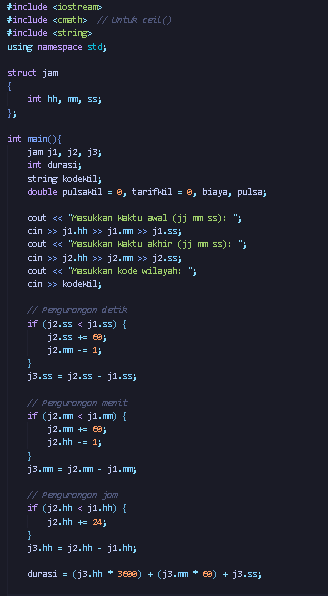 #include <iostream>
#include <cmath>  // Untuk ceil()
#include <string>
using namespace std;

struct jam
{
    int hh, mm, ss;
};

int main(){
    jam j1, j2, j3;
    int durasi;
    string kodeWil;
    double pulsaWil = 0, tarifWil = 0, biaya, pulsa;

    cout << "Masukkan Waktu awal (jj mm ss): ";
    cin >> j1.hh >> j1.mm >> j1.ss;
    cout << "Masukkan Waktu akhir (jj mm ss): ";
    cin >> j2.hh >> j2.mm >> j2.ss;
    cout << "Masukkan kode wilayah: ";
    cin >> kodeWil;

    // Pengurangan detik
    if (j2.ss < j1.ss) {
        j2.ss += 60;
        j2.mm -= 1;
    }
    j3.ss = j2.ss - j1.ss;

    // Pengurangan menit
    if (j2.mm < j1.mm) {
        j2.mm += 60;
        j2.hh -= 1;
    }
    j3.mm = j2.mm - j1.mm;

    // Pengurangan jam
    if (j2.hh < j1.hh) {
        j2.hh += 24;
    }
    j3.hh = j2.hh - j1.hh;

    durasi = (j3.hh * 3600) + (j3.mm * 60) + j3.ss;